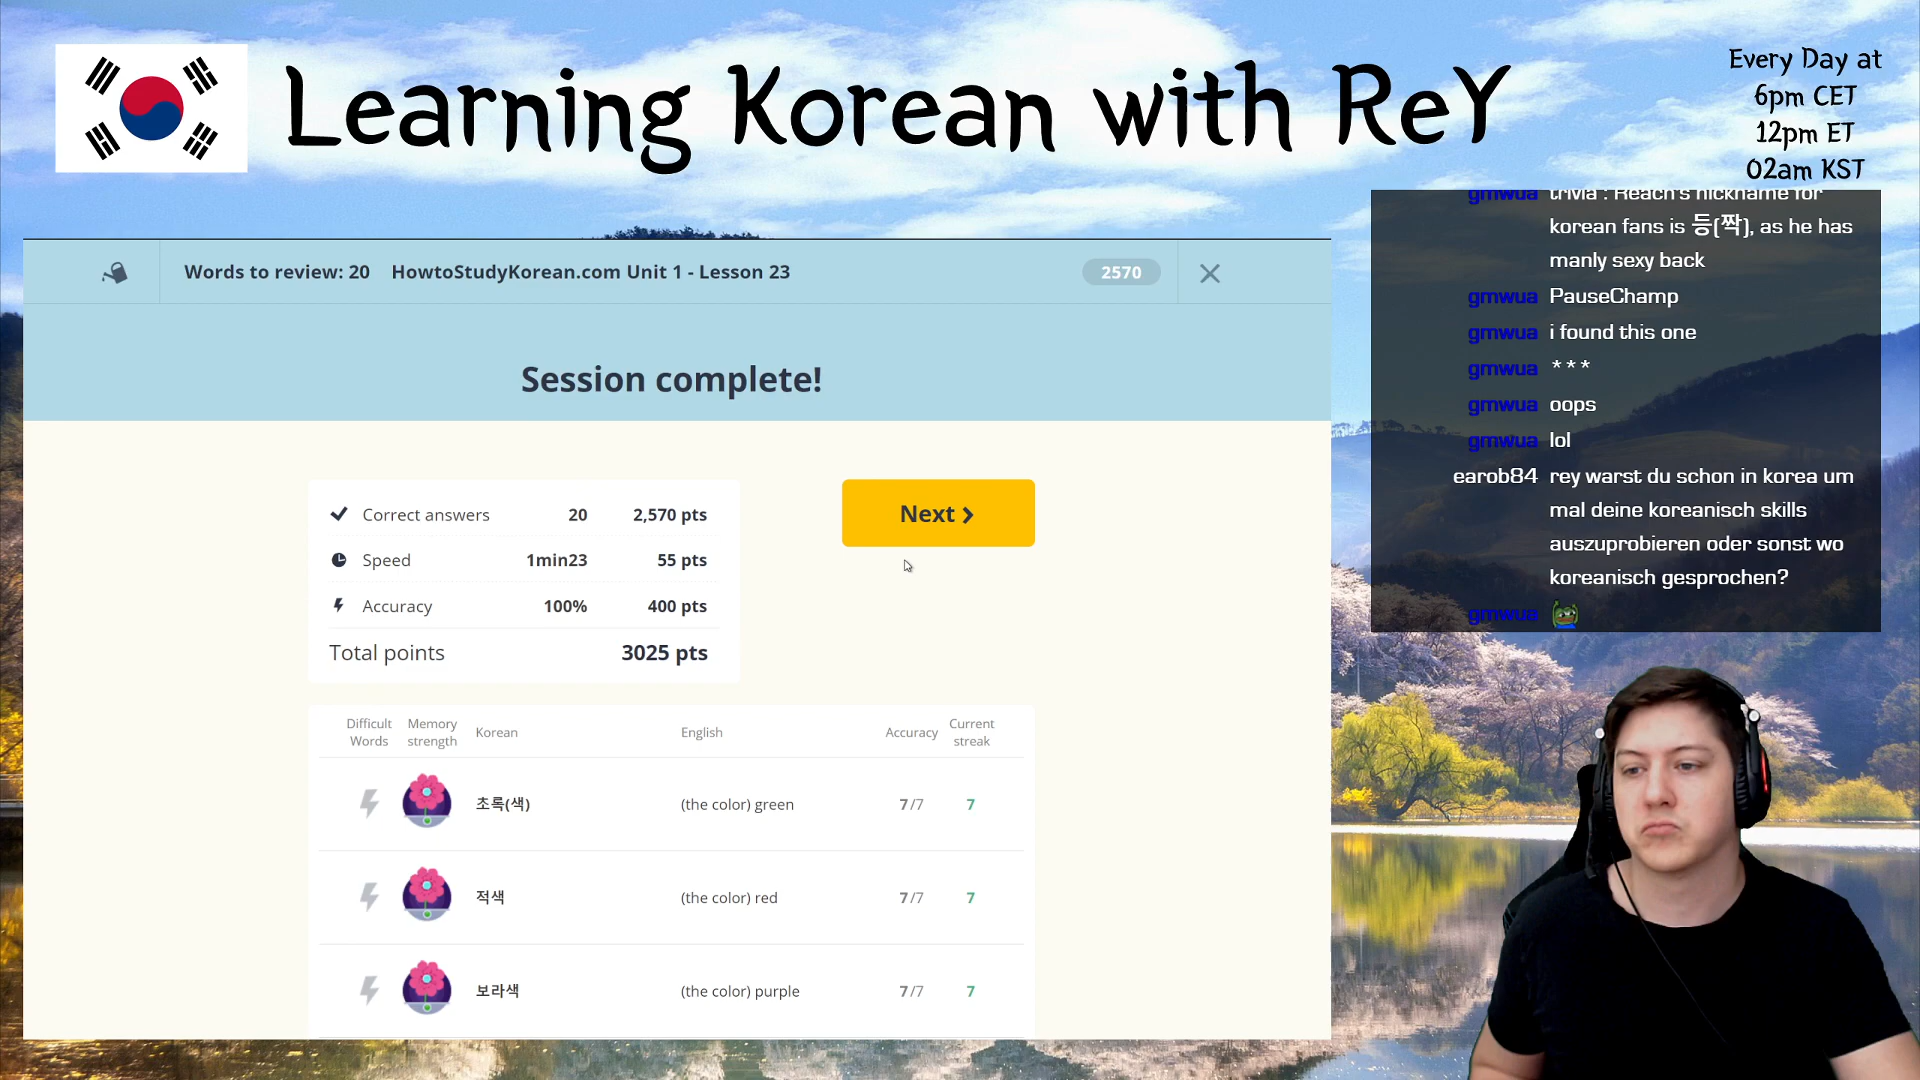 Learning Korean with ReY
Every Day at
6pm CET
12pm ET
02am KST
Words to review: 20 HowtoStudyKorean.com Unit 1 - Lesson 23 2570
Session complete!
Correct answers 20 2,570 pts
Speed 1min23 55 pts
Accuracy 100% 400 pts
Total points 3025 pts
Next
Difficult Words Memory strength Korean English Accuracy Current streak
초록(색) (the color) green 7/7 7
적색 (the color) red 7/7 7
보라색 (the color) purple 7/7 7
gmwua trivia : Reach's nickname for
korean fans is 등[짝], as he has
manly sexy back
gmwua PauseChamp
gmwua i found this one
gmwua ***
gmwua oops
gmwua lol
earob84 rey warst du schon in korea um
mal deine koreanisch skills
auszuprobieren oder sonst wo
koreanisch gesprochen?
gmwua